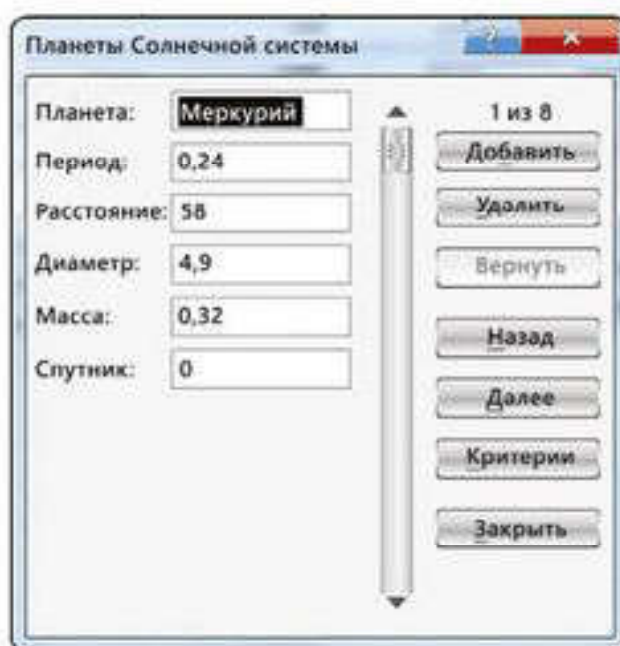 Планеты Солнечной системы
?
Планета: Меркурий
Период: 0,24
Расстояние: 58
Диаметр: 4,9
Масса: 0,32
Спутник: 0
1 из 8
Добавить
Удалить
Вернуть
Назад
Далее
Критерии
Закрыть